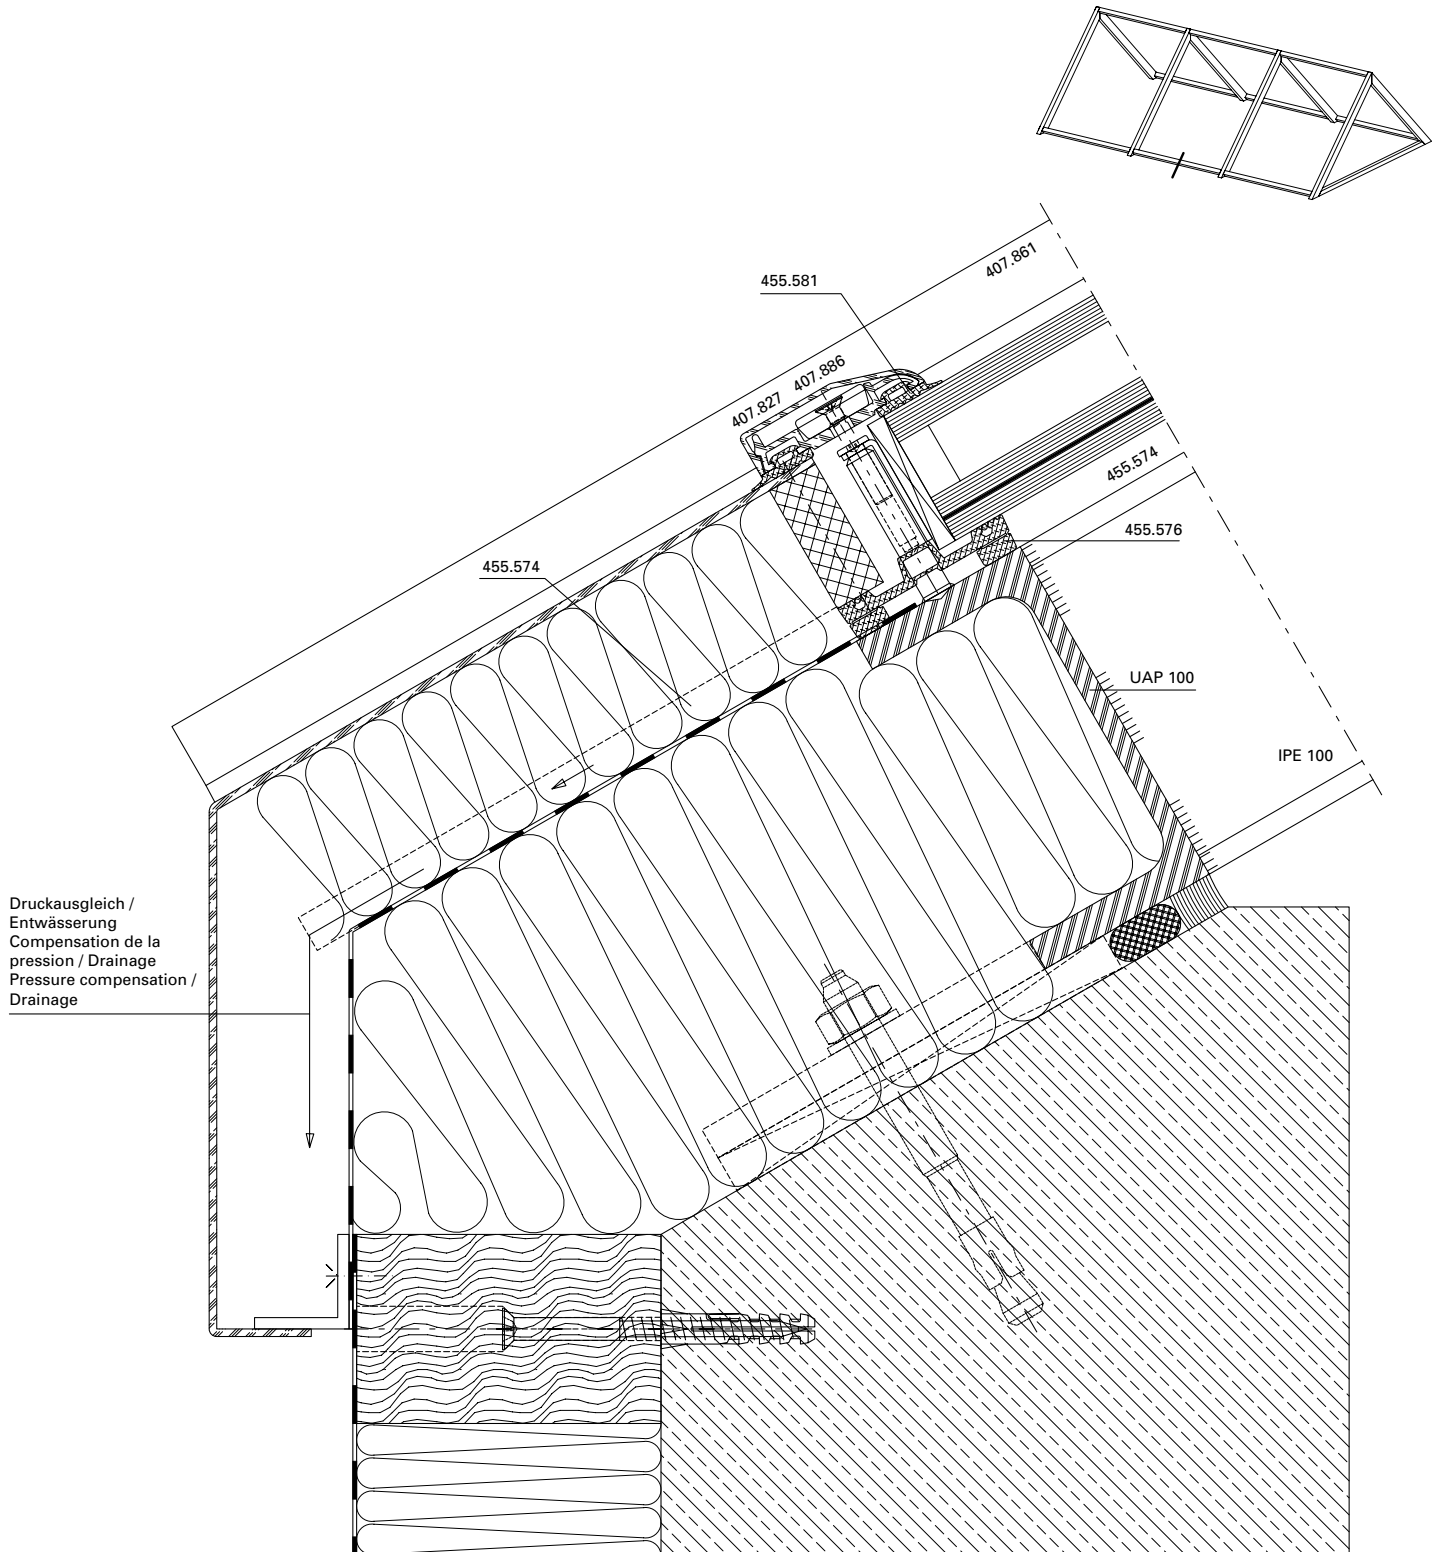 407.861
455.581
407.886
407.827
455.574
455.576
455.574
UAP 100
IPE 100
Druckausgleich /
Entwässerung
Compensation de la
pression / Drainage
Pressure compensation /
Drainage